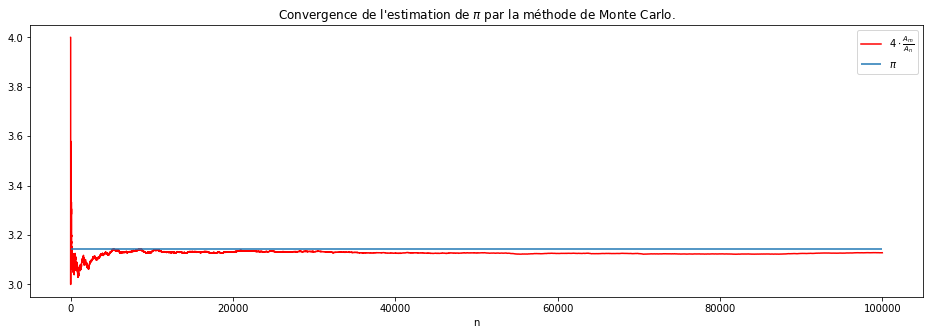 Convergence de l'estimation de π par la méthode de Monte Carlo.
4.0
3.8
3.6
3.4
3.2
3.0
0 20000 40000 60000 80000 100000
n
4 · Am/An
π